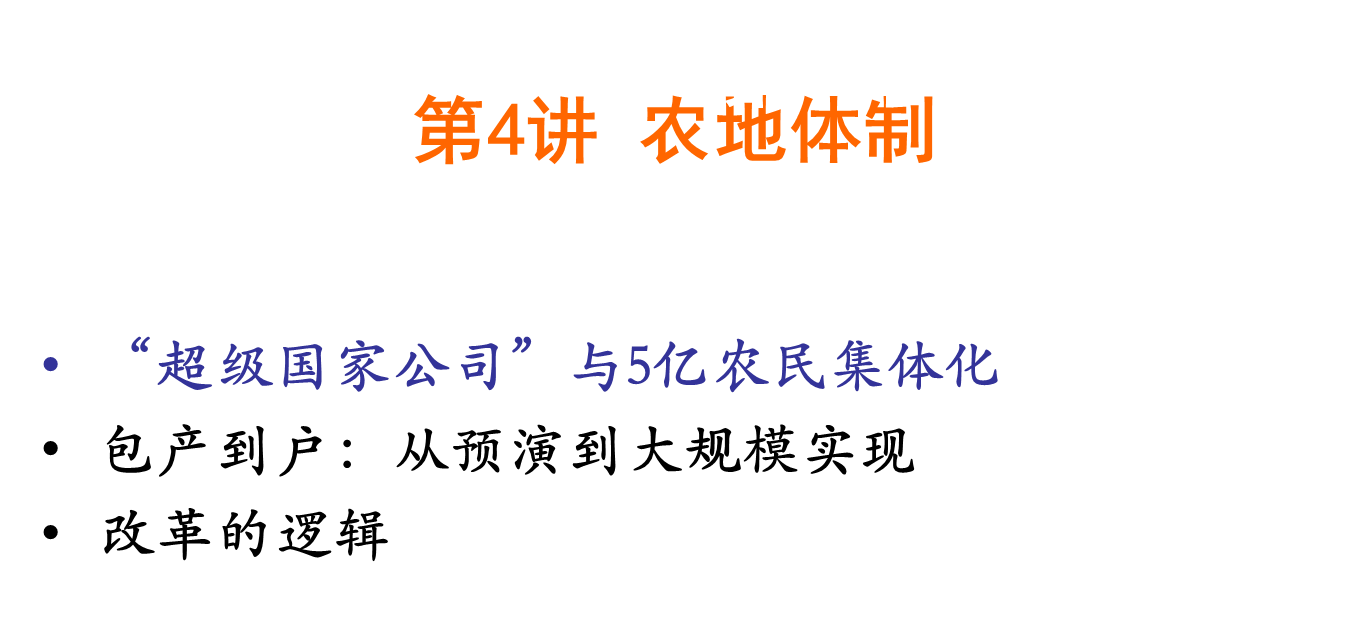 第4讲 农地体制
• “超级国家公司”与5亿农民集体化
• 包产到户：从预演到大规模实现
• 改革的逻辑